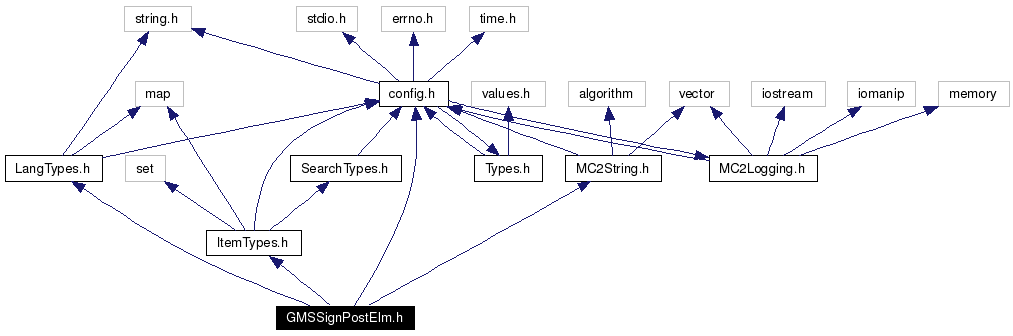 string.h
stdio.h
errno.h
time.h
map
config.h
values.h
algorithm
vector
iostream
iomanip
memory
LangTypes.h
set
SearchTypes.h
Types.h
MC2String.h
MC2Logging.h
ItemTypes.h
GMSSignPostElm.h